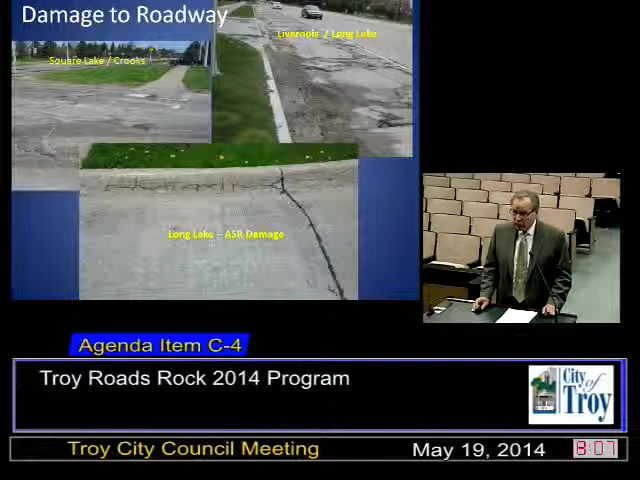 Damage to Roadway
Livernois / Long Lake
Square Lake / Crooks
Long Lake - ASR Damage
Agenda Item C-4
Troy Roads Rock 2014 Program
City
of
Troy
Troy City Council Meeting
May 19, 2014
8:07